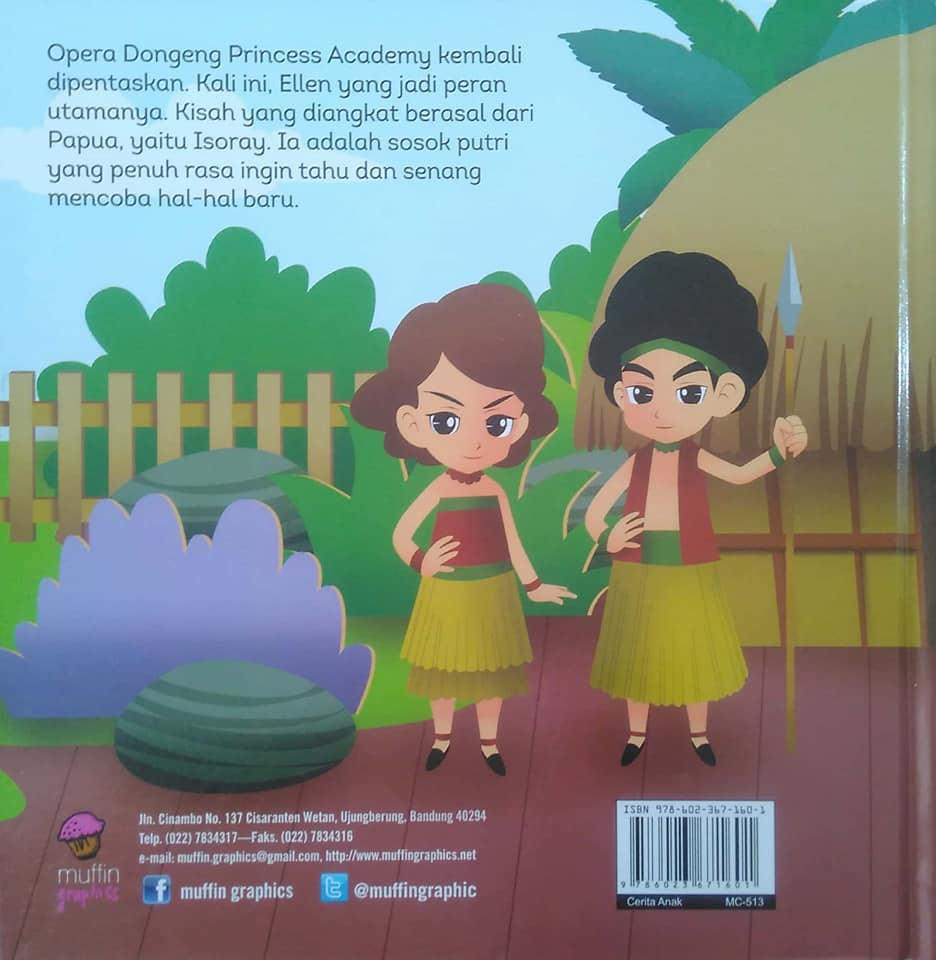 Opera Dongeng Princess Academy kembali
dipentaskan. Kali ini, Ellen yang jadi peran
utamanya. Kisah yang diangkat berasal dari
Papua, yaitu Isoray. Ia adalah sosok putri
yang penuh rasa ingin tahu dan senang
mencoba hal-hal baru.
Jln. Cinambo No. 137 Cisaranten Wetan, Ujungberung, Bandung 40294
Telp. (022) 7834317—Faks. (022) 7834316
e-mail: muffin.graphics@gmail.com, http://www.muffingraphics.net
muffin
graphics
muffin graphics
@muffingraphic
ISBN 978-602-367-160-1
9 786023 671601
Cerita Anak MC-513